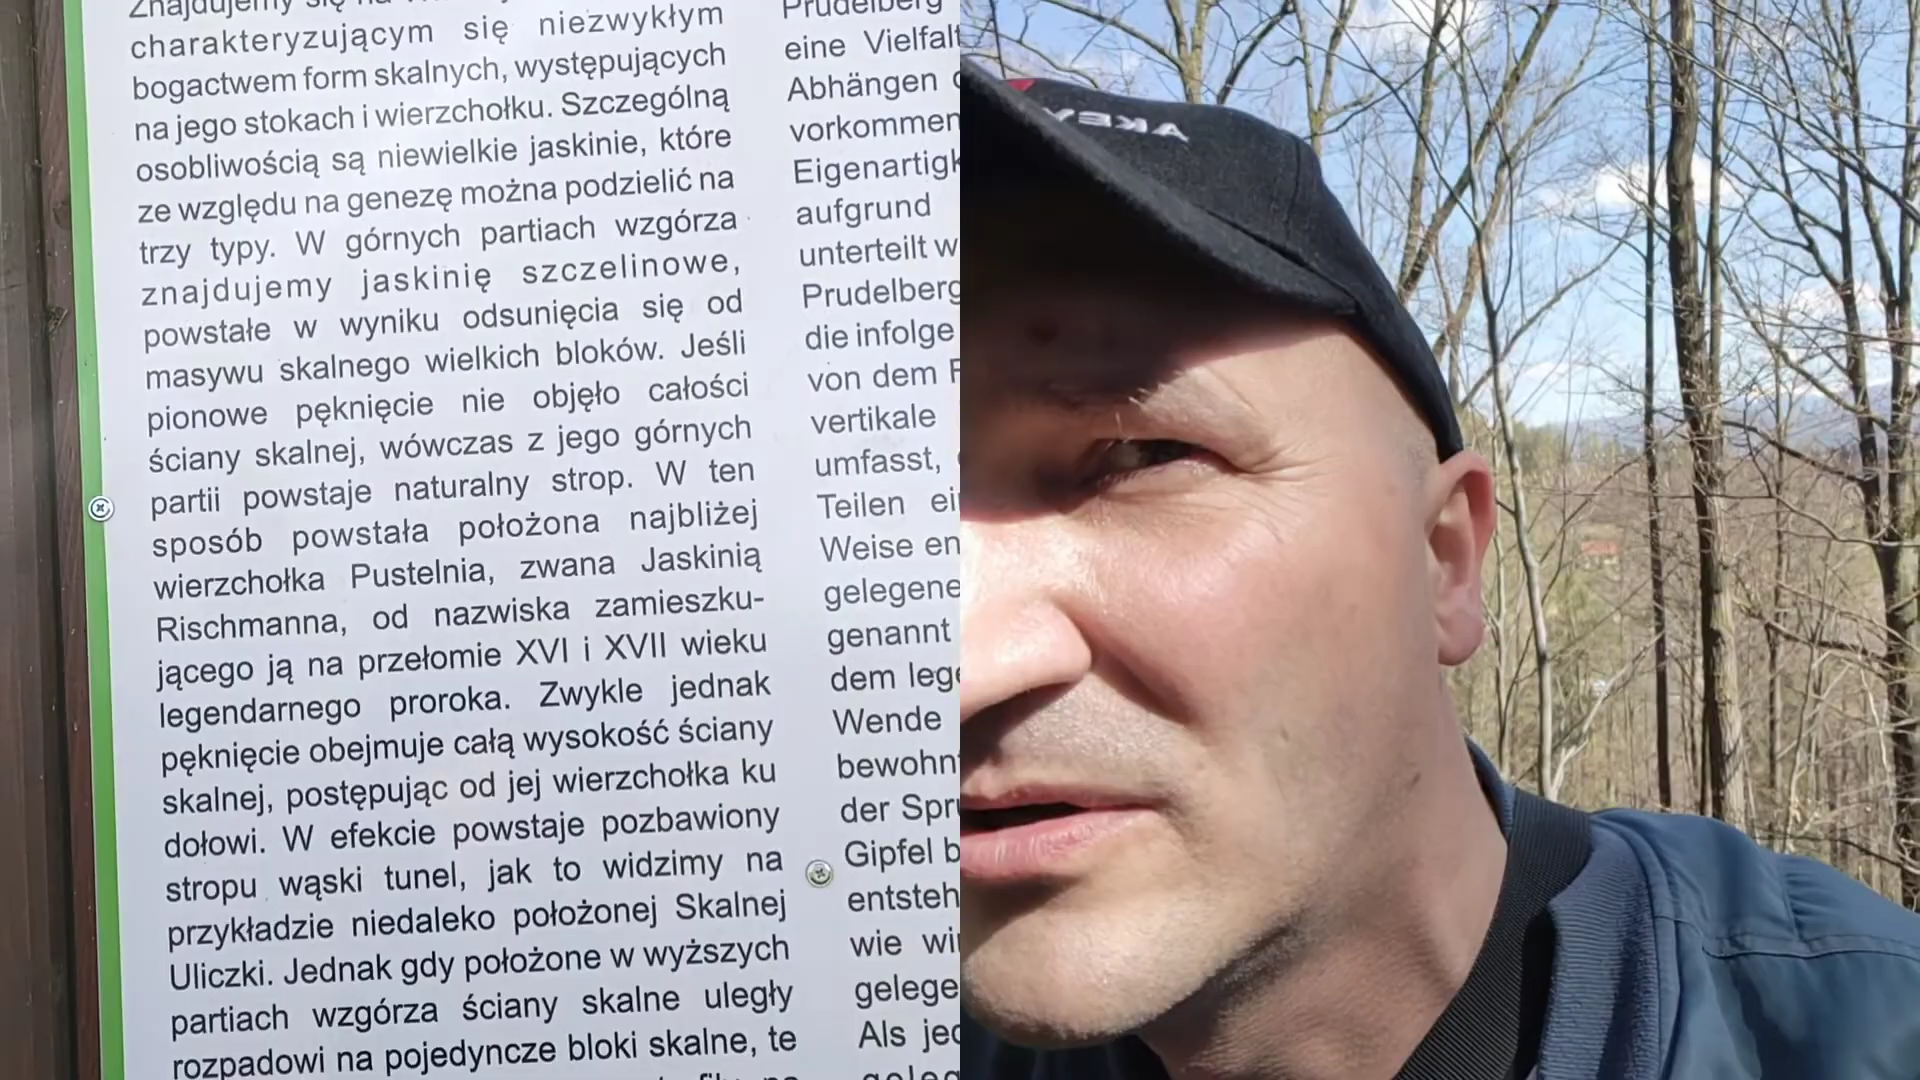 Znajdujemy się na
charakteryzującym się niezwykłym
bogactwem form skalnych, występujących
na jego stokach i wierzchołku. Szczególną
osobliwością są niewielkie jaskinie, które
ze względu na genezę można podzielić na
trzy typy. W górnych partiach wzgórza
znajdujemy jaskinię szczelinowe,
powstałe w wyniku odsunięcia się od
masywu skalnego wielkich bloków. Jeśli
pionowe pęknięcie nie objęło całości
ściany skalnej, wówczas z jego górnych
partii powstaje naturalny strop. W ten
sposób powstała położona najbliżej
wierzchołka Pustelnia, zwana Jaskinią
Rischmanna, od nazwiska zamieszku-
jącego ją na przełomie XVI i XVII wieku
legendarnego proroka. Zwykle jednak
pęknięcie obejmuje całą wysokość ściany
skalnej, postępując od jej wierzchołka ku
dołowi. W efekcie powstaje pozbawiony
stropu wąski tunel, jak to widzimy na
przykładzie niedaleko położonej Skalnej
Uliczki. Jednak gdy położone w wyższych
partiach wzgórza ściany skalne uległy
rozpadowi na pojedyncze bloki skalne, te
Prudelberg
eine Vielfalt
Abhängen
vorkommen
Eigenartigk
aufgrund
unterteilt w
Prudelberg
die infolge
von dem F
vertikale
umfasst,
Teilen ei
Weise en
gelegene
genannt
dem lege
Wende
bewohn
der Spru
Gipfel b
entsteh
wie wi
gelege
Als jed
geleg